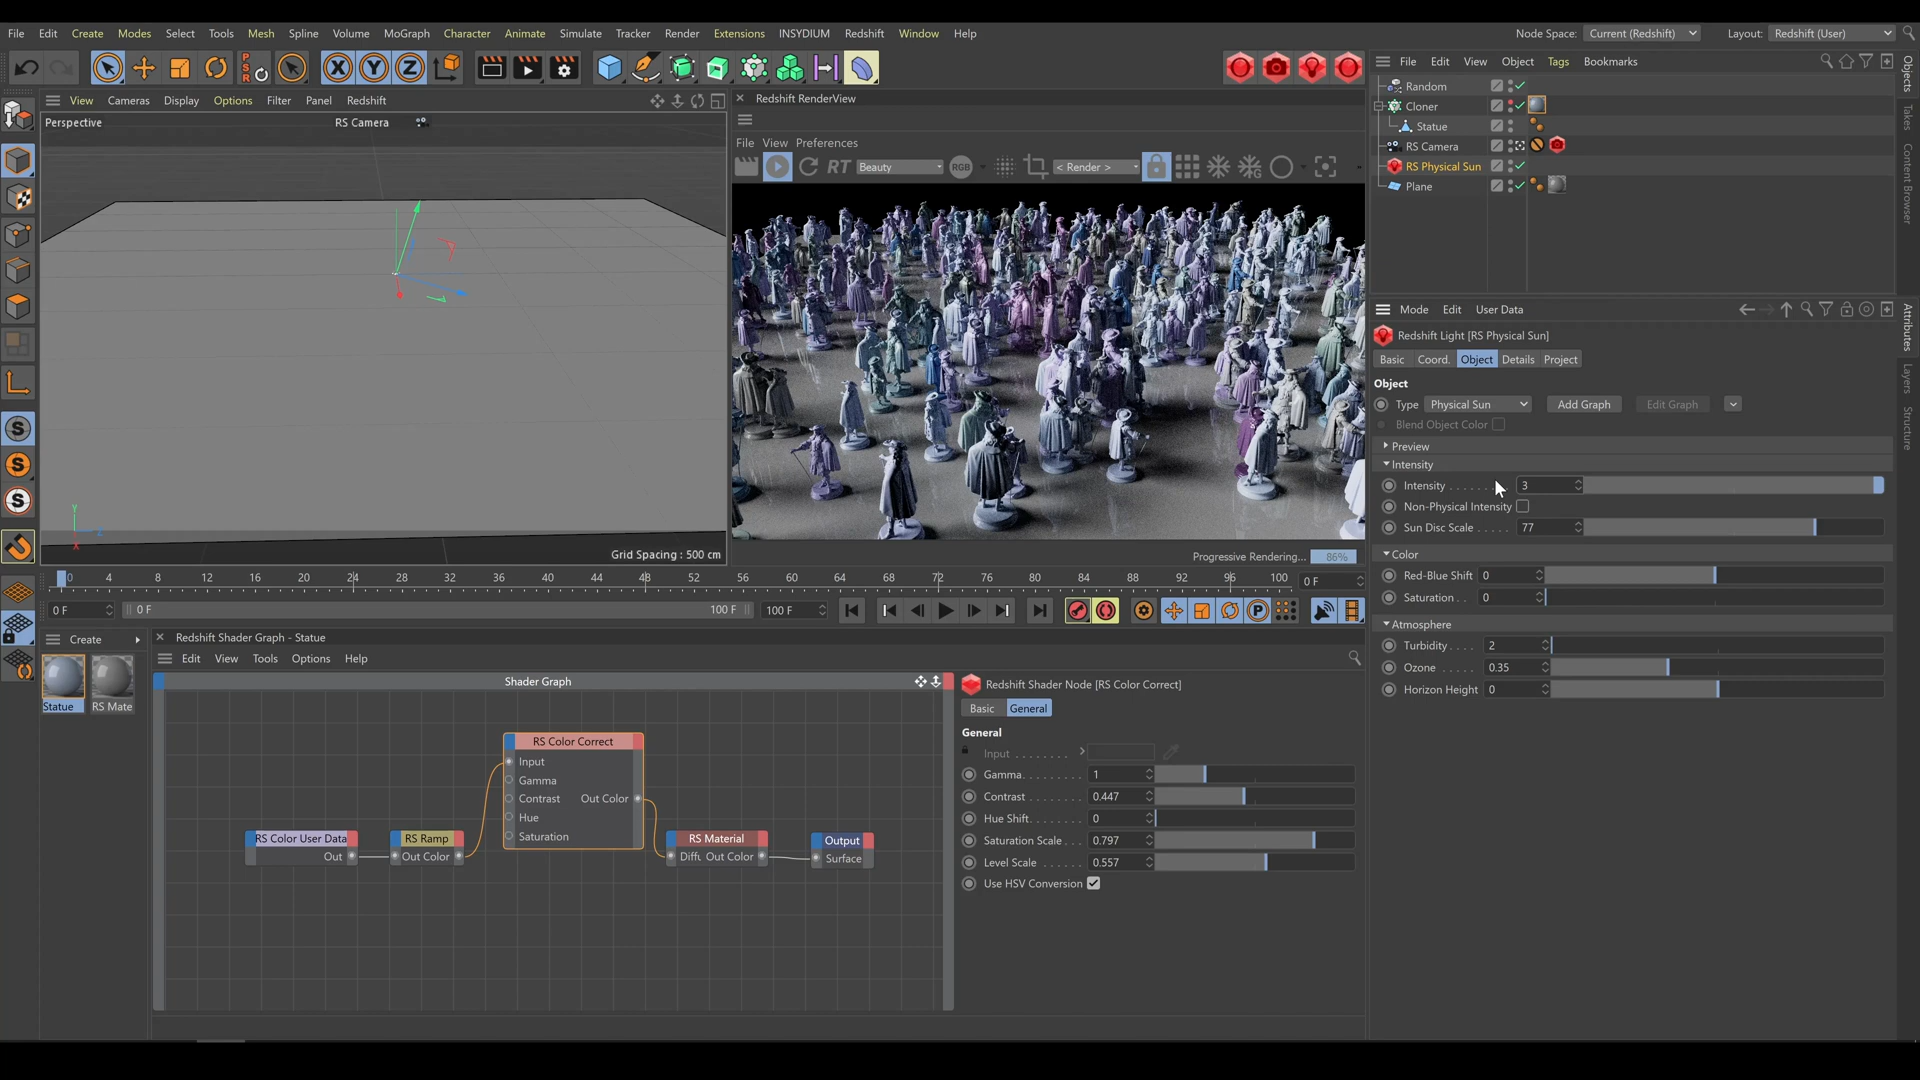 File Edit Create Modes Select Tools Mesh Spline Volume MoGraph Character Animate Simulate Tracker Render Extensions INSYDIUM Redshift Window Help
Node Space: Current (Redshift) Layout: Redshift (User)
PSR X Y Z
View Cameras Display Options Filter Panel Redshift
Perspective RS Camera
Grid Spacing : 500 cm
Y
Z
X
Redshift RenderView
File View Preferences
RT Beauty RGB < Render >
Progressive Rendering... 86%
File Edit View Object Tags Bookmarks
Random
Cloner
Statue
RS Camera
RS Physical Sun
Plane
Objects
Takes
Content Browser
Attributes
Layers
Structure
Mode Edit User Data
Redshift Light [RS Physical Sun]
Basic Coord. Object Details Project
Object
Type Physical Sun Add Graph Edit Graph
Blend Object Color
Preview
Intensity
Intensity . . . . . . . 3
Non-Physical Intensity
Sun Disc Scale . . . . . 77
Color
Red-Blue Shift 0
Saturation . . 0
Atmosphere
Turbidity . . . . 2
Ozone . . . . . 0.35
Horizon Height 0
S
S
S
0 4 8 12 16 20 24 28 32 36 40 44 48 52 56 60 64 68 72 76 80 84 88 92 96 100 0 F
0 F 0 F 100 F 100 F
P
Create
Statue RS Mate
Redshift Shader Graph - Statue
Edit View Tools Options Help
Shader Graph
RS Color Correct
Input
Gamma
Contrast Out Color
Hue
Saturation
RS Color User Data
Out
RS Ramp
Out Color
RS Material
Diffu Out Color
Output
Surface
Redshift Shader Node [RS Color Correct]
Basic General
General
Input . . . . . . . . >
Gamma. . . . . . . . 1
Contrast . . . . . . . 0.447
Hue Shift. . . . . . . 0
Saturation Scale . . . 0.797
Level Scale . . . . . . 0.557
Use HSV Conversion